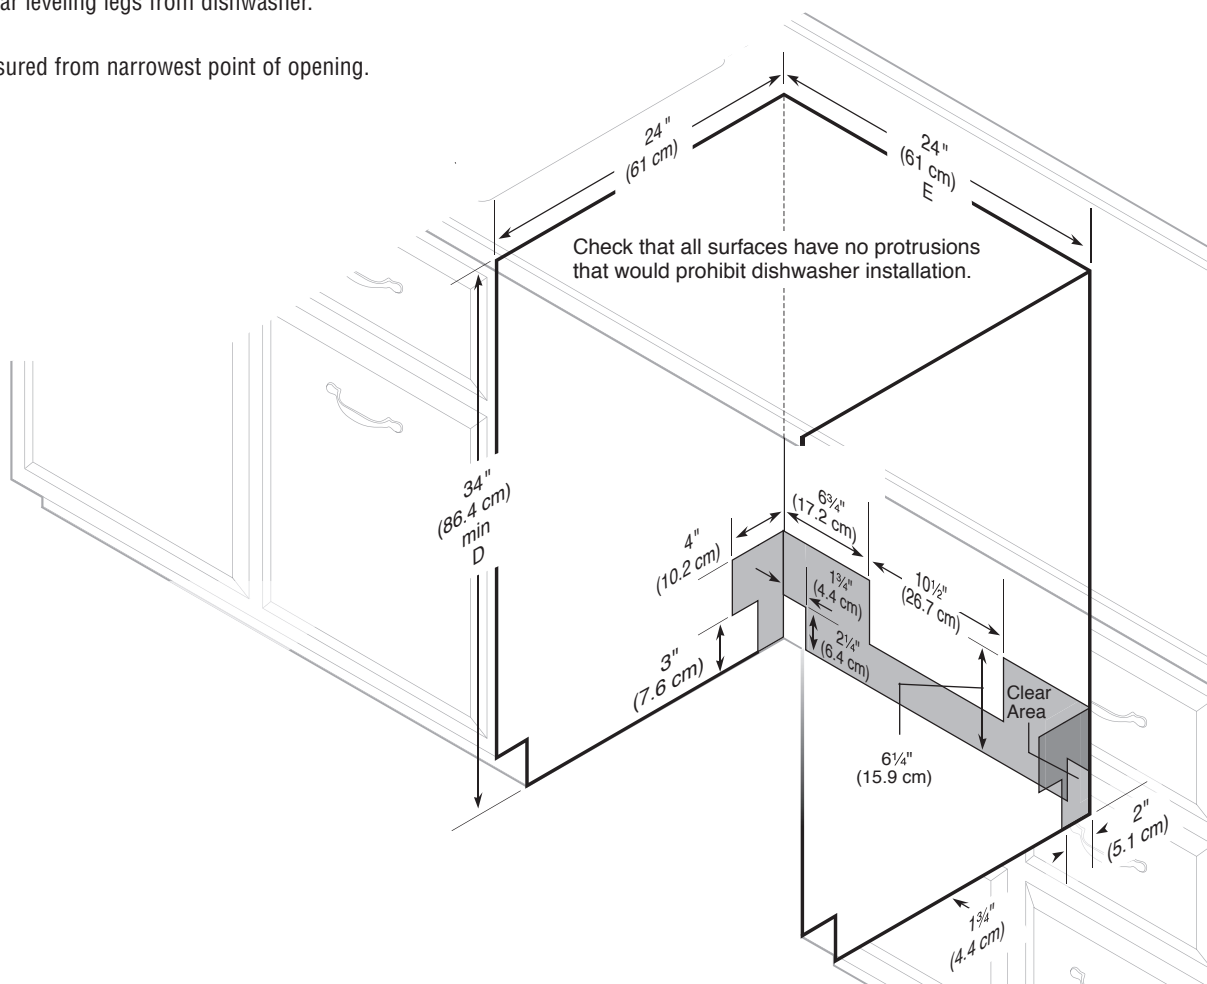 ar leveling legs from dishwasher.
sured from narrowest point of opening.
24"
(61 cm)
24"
(61 cm)
E
Check that all surfaces have no protrusions
that would prohibit dishwasher installation.
34"
(86.4 cm)
min
D
6¾"
(17.2 cm)
4"
(10.2 cm)
1¾"
(4.4 cm)
10½"
(26.7 cm)
2¼"
(6.4 cm)
3"
(7.6 cm)
Clear
Area
6¼"
(15.9 cm)
2"
(5.1 cm)
1¾"
(4.4 cm)